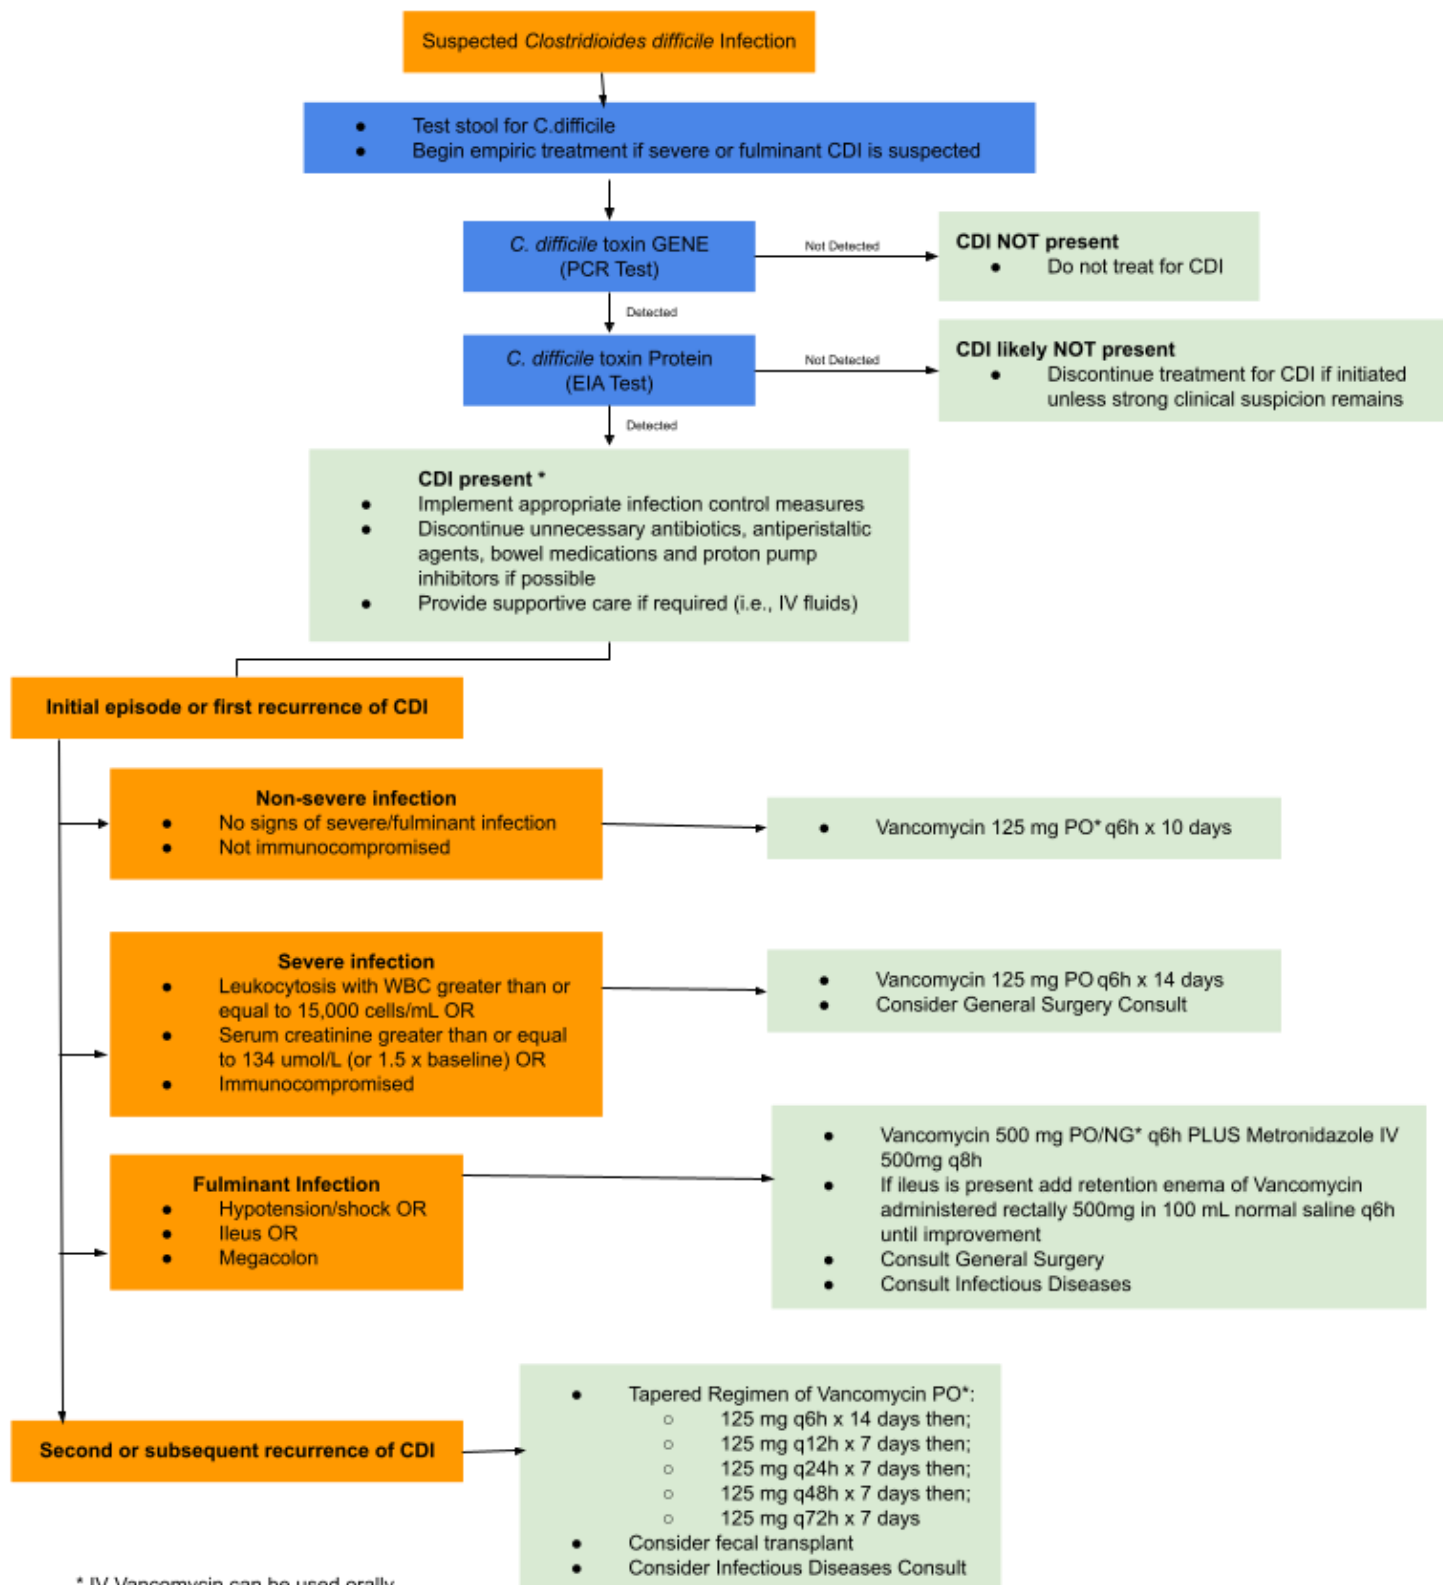 Suspected Clostridioides difficile Infection
● Test stool for C.difficile
● Begin empiric treatment if severe or fulminant CDI is suspected
C. difficile toxin GENE
(PCR Test)
Not Detected
CDI NOT present
● Do not treat for CDI
Detected
C. difficile toxin Protein
(EIA Test)
Not Detected
CDI likely NOT present
● Discontinue treatment for CDI if initiated
unless strong clinical suspicion remains
Detected
CDI present *
● Implement appropriate infection control measures
● Discontinue unnecessary antibiotics, antiperistaltic
agents, bowel medications and proton pump
inhibitors if possible
● Provide supportive care if required (i.e., IV fluids)
Initial episode or first recurrence of CDI
Non-severe infection
● No signs of severe/fulminant infection
● Not immunocompromised
● Vancomycin 125 mg PO* q6h x 10 days
Severe infection
● Leukocytosis with WBC greater than or
equal to 15,000 cells/mL OR
● Serum creatinine greater than or equal
to 134 umol/L (or 1.5 x baseline) OR
● Immunocompromised
● Vancomycin 125 mg PO q6h x 14 days
● Consider General Surgery Consult
Fulminant Infection
● Hypotension/shock OR
● Ileus OR
● Megacolon
● Vancomycin 500 mg PO/NG* q6h PLUS Metronidazole IV
500mg q8h
● If ileus is present add retention enema of Vancomycin
administered rectally 500mg in 100 mL normal saline q6h
until improvement
● Consult General Surgery
● Consult Infectious Diseases
Second or subsequent recurrence of CDI
● Tapered Regimen of Vancomycin PO*:
○ 125 mg q6h x 14 days then;
○ 125 mg q12h x 7 days then;
○ 125 mg q24h x 7 days then;
○ 125 mg q48h x 7 days then;
○ 125 mg q72h x 7 days
● Consider fecal transplant
● Consider Infectious Diseases Consult
* IV Vancomycin can be used orally